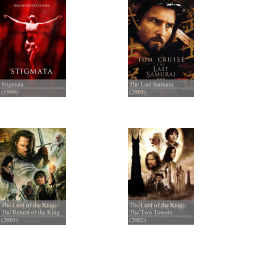 STIGMATA
Stigmata
(1999)
TOM CRUISE
THE
LAST
SAMURAI
The Last Samurai
(2003)
The Lord of the Rings:
The Return of the King
(2003)
The Lord of the Rings:
The Two Towers
(2002)